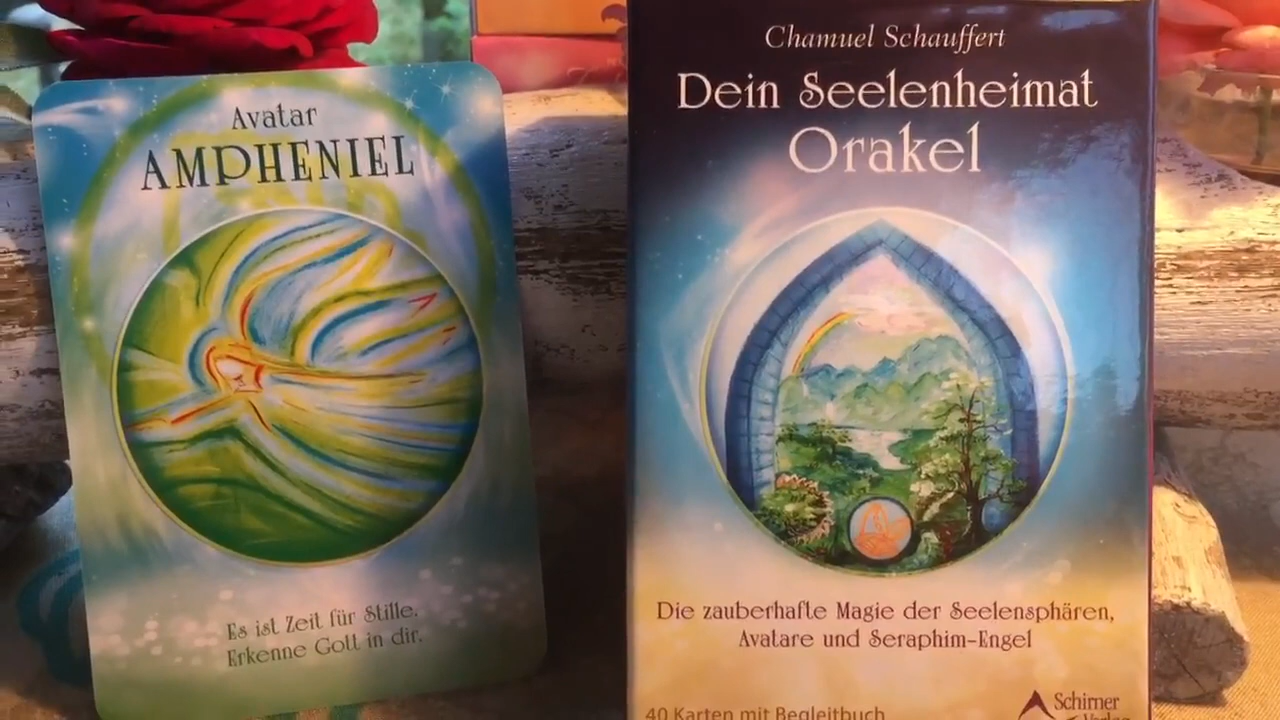 Avatar
AMPHENIEL
Es ist Zeit für Stille.
Erkenne Gott in dir.
Chamuel Schauffert
Dein Seelenheimat
Orakel
Die zauberhafte Magie der Seelensphären,
Avatare und Seraphim-Engel
40 Karten mit Begleitbuch
Schirner
Verlag